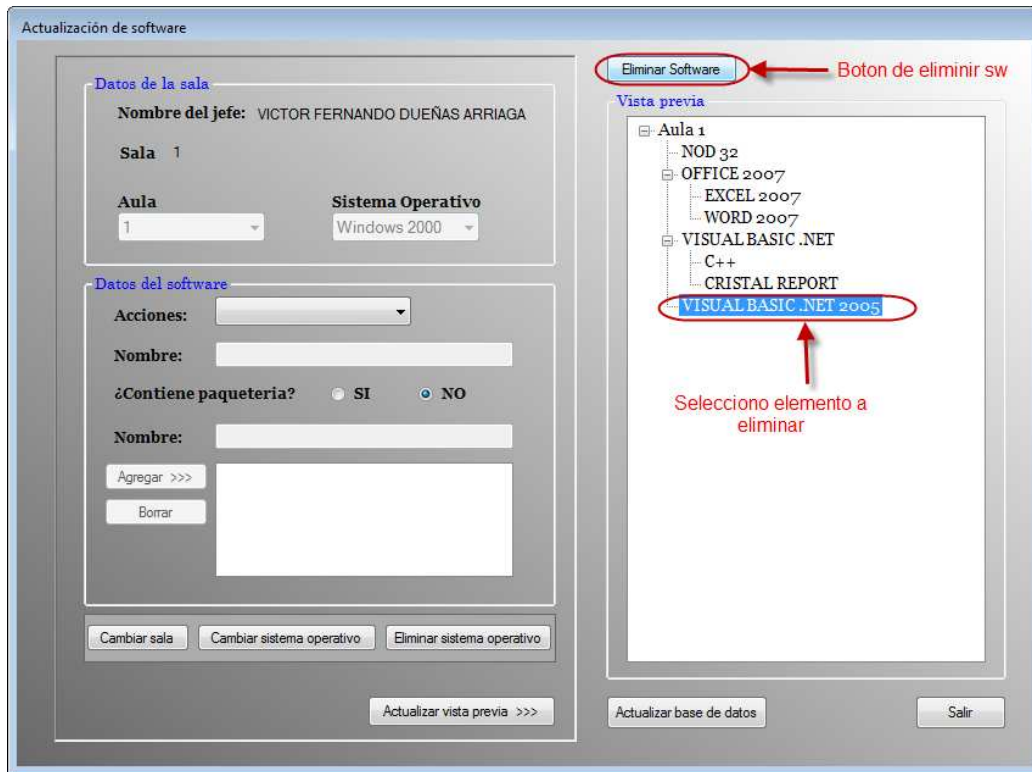 Actualización de software
Datos de la sala
Nombre del jefe: VICTOR FERNANDO DUEÑAS ARRIAGA
Sala 1
Aula
Sistema Operativo
1
Windows 2000
Datos del software
Acciones:
Nombre:
¿Contiene paqueteria? SI NO
Nombre:
Agregar >>>
Borrar
Cambiar sala
Cambiar sistema operativo
Eliminar sistema operativo
Actualizar vista previa >>>
Eliminar Software
Boton de eliminir sw
Vista previa
Aula 1
NOD 32
OFFICE 2007
EXCEL 2007
WORD 2007
VISUAL BASIC .NET
C++
CRISTAL REPORT
VISUAL BASIC .NET 2005
Selecciono elemento a
eliminar
Actualizar base de datos
Salir